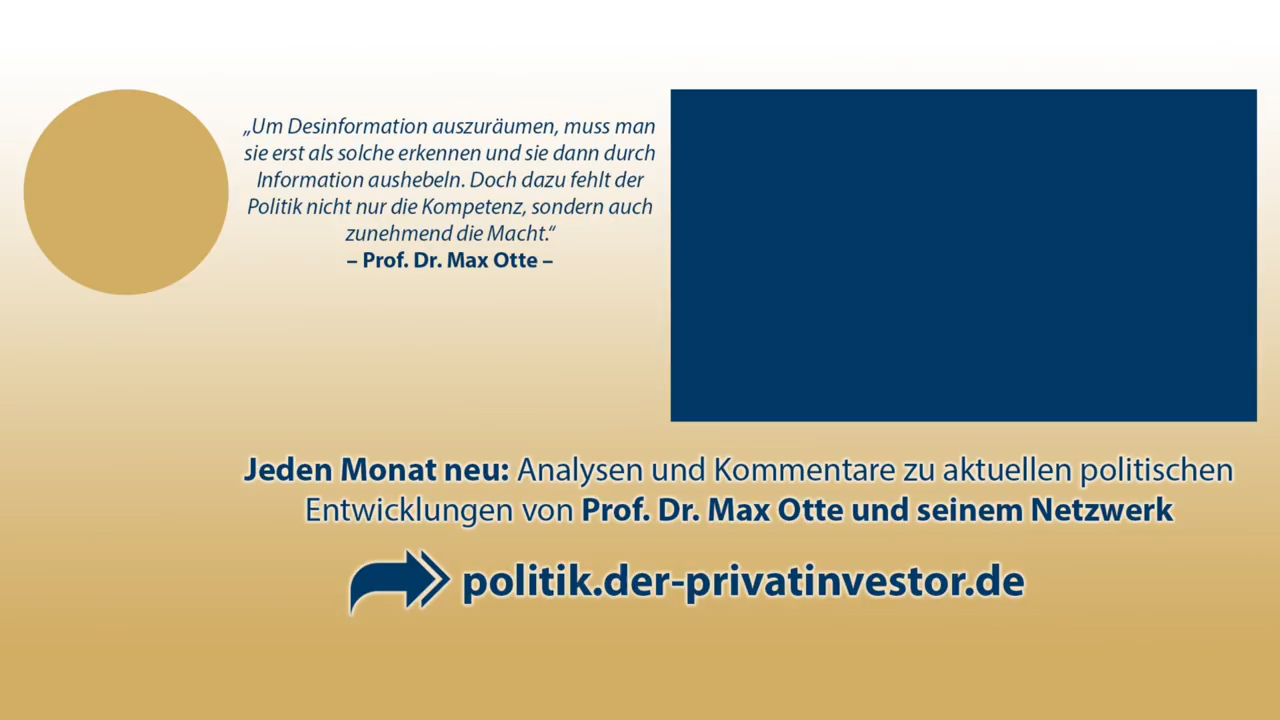 „Um Desinformation auszuräumen, muss man
sie erst als solche erkennen und sie dann durch
Information aushebeln. Doch dazu fehlt der
Politik nicht nur die Kompetenz, sondern auch
zunehmend die Macht.“
– Prof. Dr. Max Otte –
Jeden Monat neu: Analysen und Kommentare zu aktuellen politischen
Entwicklungen von Prof. Dr. Max Otte und seinem Netzwerk
politik.der-privatinvestor.de